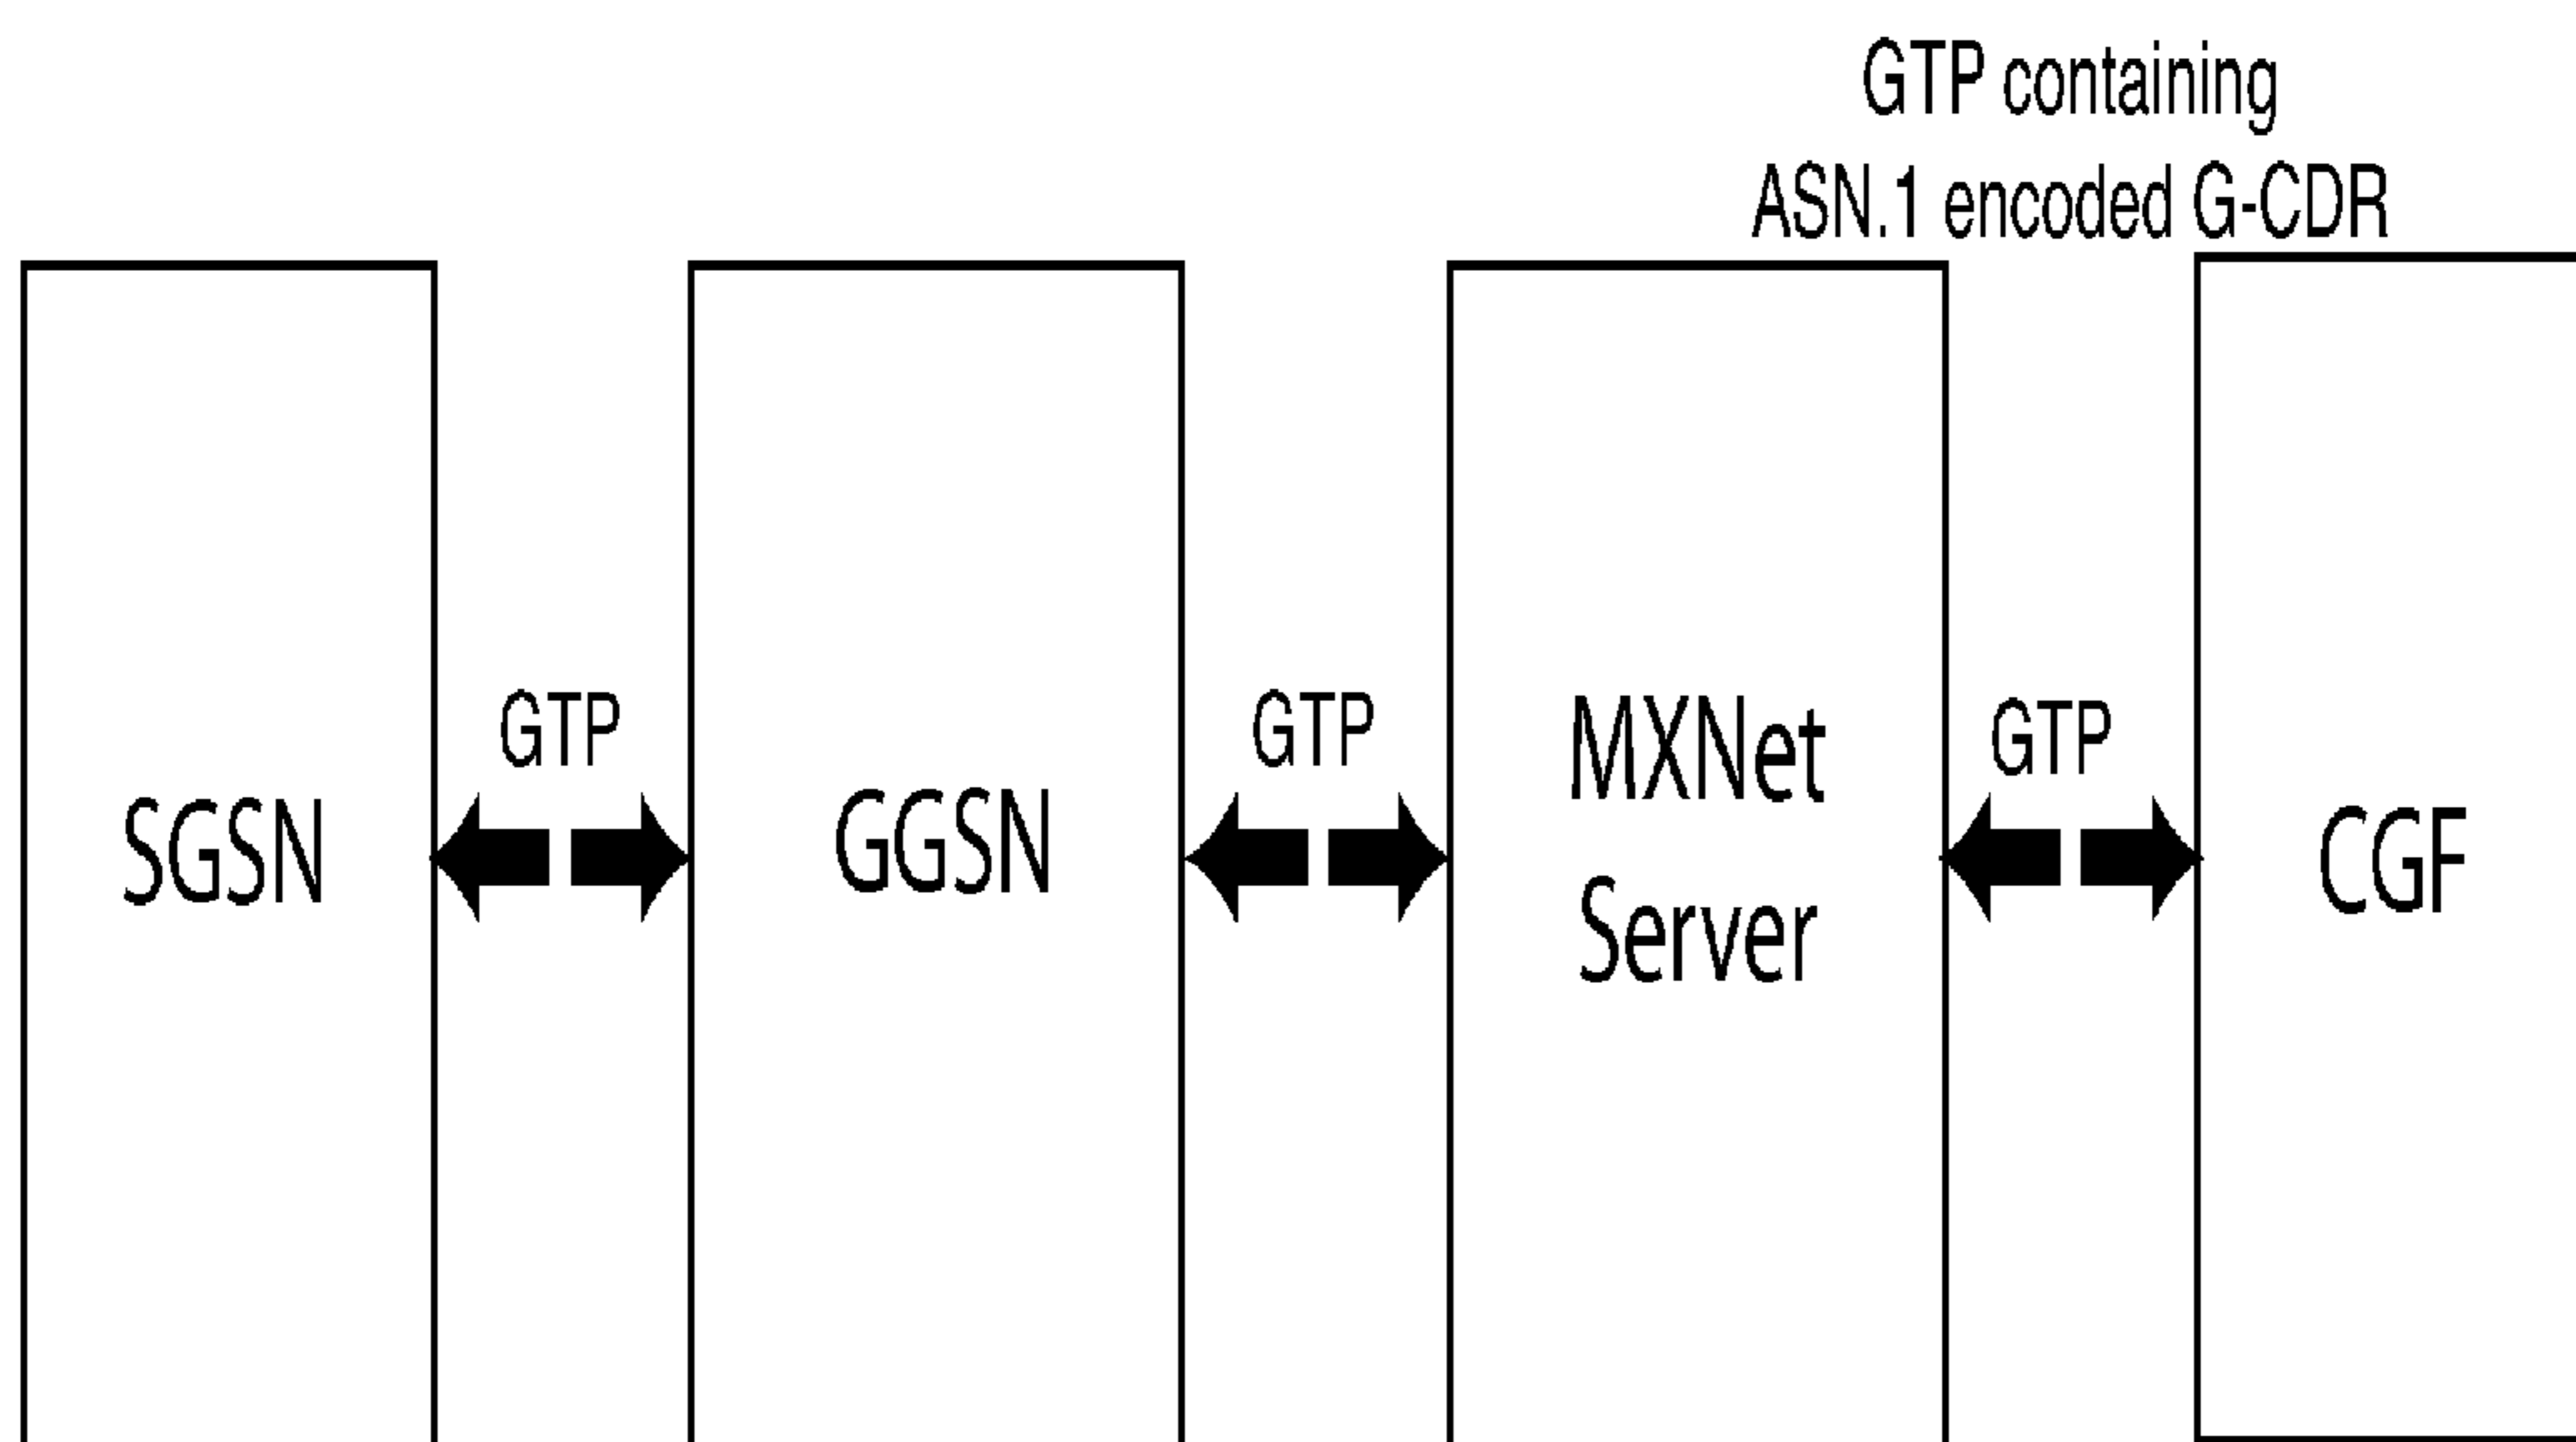 GTP containing
ASN.1 encoded G-CDR
GTP
GTP
GTP
SGSN
GGSN
MXNet
Server
CGF